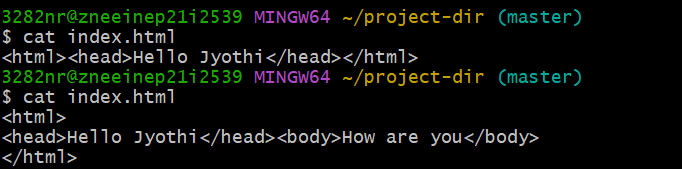 3282nr@zneeinep21i2539 MINGW64 ~/project-dir (master)
$ cat index.html
<html><head>Hello Jyothi</head></html>
3282nr@zneeinep21i2539 MINGW64 ~/project-dir (master)
$ cat index.html
<html>
<head>Hello Jyothi</head><body>How are you</body>
</html>